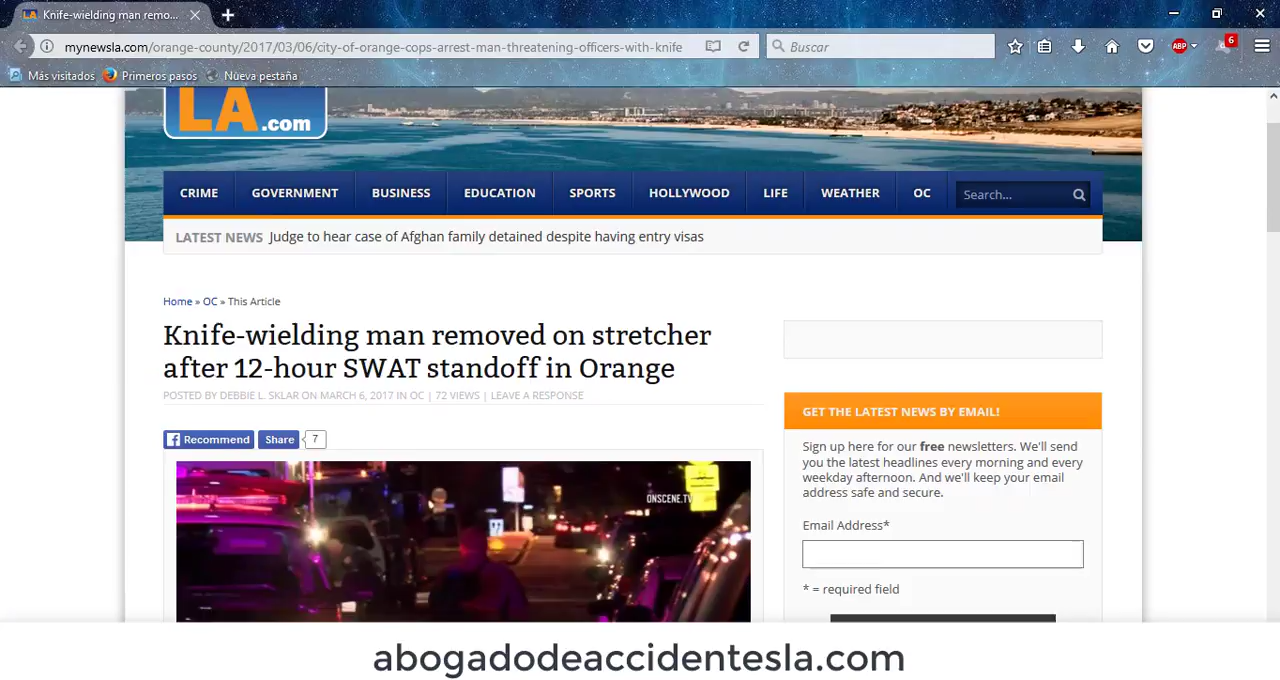 Knife-wielding man remo...
mynewsla.com/orange-county/2017/03/06/city-of-orange-cops-arrest-man-threatening-officers-with-knife
Buscar
ABP
6
Más visitados
Primeros pasos
Nueva pestaña
LA.com
CRIME
GOVERNMENT
BUSINESS
EDUCATION
SPORTS
HOLLYWOOD
LIFE
WEATHER
OC
Search...
LATEST NEWS Judge to hear case of Afghan family detained despite having entry visas
Home » OC » This Article
Knife-wielding man removed on stretcher
after 12-hour SWAT standoff in Orange
POSTED BY DEBBIE L. SKLAR ON MARCH 6, 2017 IN OC | 72 VIEWS | LEAVE A RESPONSE
Recommend
Share
7
ONSCENE.TV
GET THE LATEST NEWS BY EMAIL!
Sign up here for our free newsletters. We'll send
you the latest headlines every morning and every
weekday afternoon. And we'll keep your email
address safe and secure.
Email Address*
* = required field
abogadodeaccidentesla.com